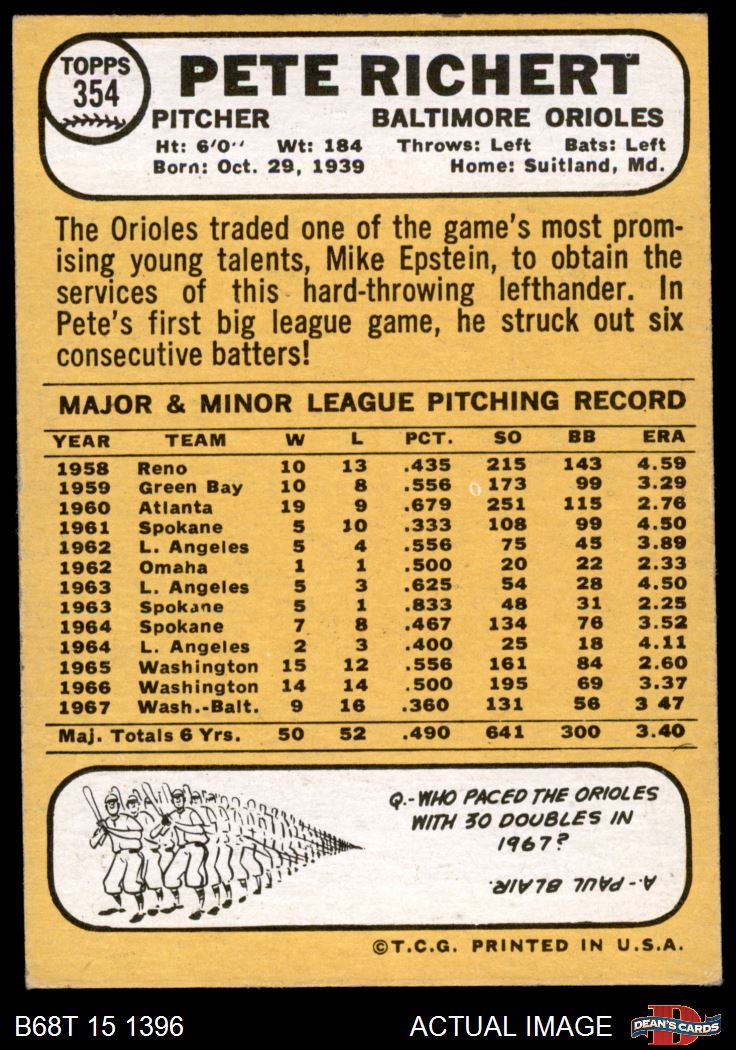 TOPPS
354
PETE RICHERT
PITCHER BALTIMORE ORIOLES
Ht: 6'0" Wt: 184 Throws: Left Bats: Left
Born: Oct. 29, 1939 Home: Suitland, Md.
The Orioles traded one of the game's most prom-
ising young talents, Mike Epstein, to obtain the
services of this hard-throwing lefthander. In
Pete's first big league game, he struck out six
consecutive batters!
MAJOR & MINOR LEAGUE PITCHING RECORD
YEAR TEAM W L PCT. SO BB ERA
1958 Reno 10 13 .435 215 143 4.59
1959 Green Bay 10 8 .556 173 99 3.29
1960 Atlanta 19 9 .679 251 115 2.76
1961 Spokane 5 10 .333 108 99 4.50
1962 L. Angeles 5 4 .556 75 45 3.89
1962 Omaha 1 1 .500 20 22 2.33
1963 L. Angeles 5 3 .625 54 28 4.50
1963 Spokane 5 1 .833 48 31 2.25
1964 Spokane 7 8 .467 134 76 3.52
1964 L. Angeles 2 3 .400 25 18 4.11
1965 Washington 15 12 .556 161 84 2.60
1966 Washington 14 14 .500 195 69 3.37
1967 Wash.-Balt. 9 16 .360 131 56 3 47
Maj. Totals 6 Yrs. 50 52 .490 641 300 3.40
Q.-WHO PACED THE ORIOLES
WITH 30 DOUBLES IN
1967?
A.- PAUL BLAIR.
©T.C.G. PRINTED IN U.S.A.
B68T 15 1396 ACTUAL IMAGE DEAN'S CARDS